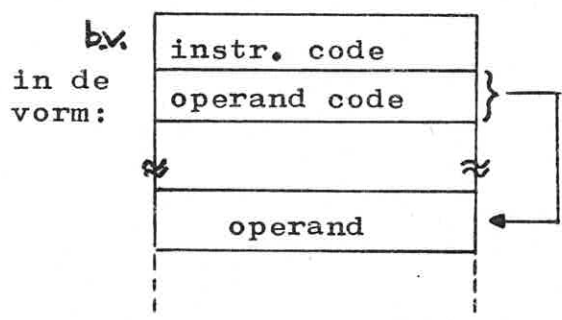 b.v.
instr. code
in de
operand code
vorm:
operand